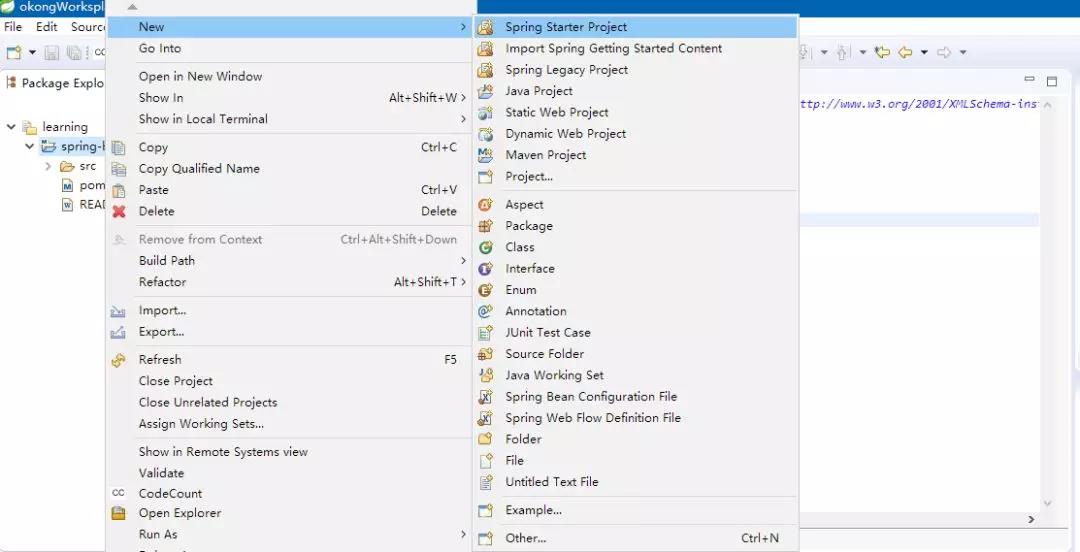 okongWorkspl
File Edit Sourc
Package Explo
learning
spring-b
src
pom
READ
New
Go Into
Open in New Window
Show In Alt+Shift+W >
Show in Local Terminal
Copy Ctrl+C
Copy Qualified Name
Paste Ctrl+V
Delete Delete
Remove from Context Ctrl+Alt+Shift+Down
Build Path
Refactor Alt+Shift+T >
Import...
Export...
Refresh F5
Close Project
Close Unrelated Projects
Assign Working Sets...
Show in Remote Systems view
Validate
CC CodeCount
Open Explorer
Run As
Spring Starter Project
Import Spring Getting Started Content
Spring Legacy Project
Java Project
Static Web Project
Dynamic Web Project
Maven Project
Project...
Aspect
Package
Class
Interface
Enum
Annotation
JUnit Test Case
Source Folder
Java Working Set
Spring Bean Configuration File
Spring Web Flow Definition File
Folder
File
Untitled Text File
Example...
Other... Ctrl+N
ttp://www.w3.org/2001/XMLSchema-inst